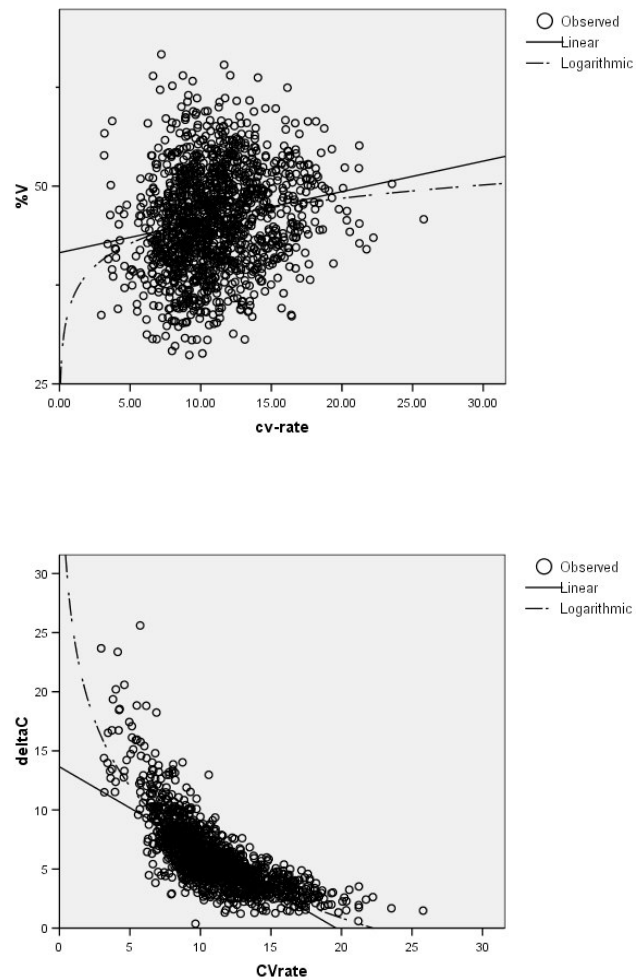 Observed
Linear
Logarithmic
50
25
%V
0.00 5.00 10.00 15.00 20.00 25.00 30.00
cv-rate
Observed
Linear
Logarithmic
30
25
20
15
10
5
0
deltaC
0 5 10 15 20 25 30
CVrate